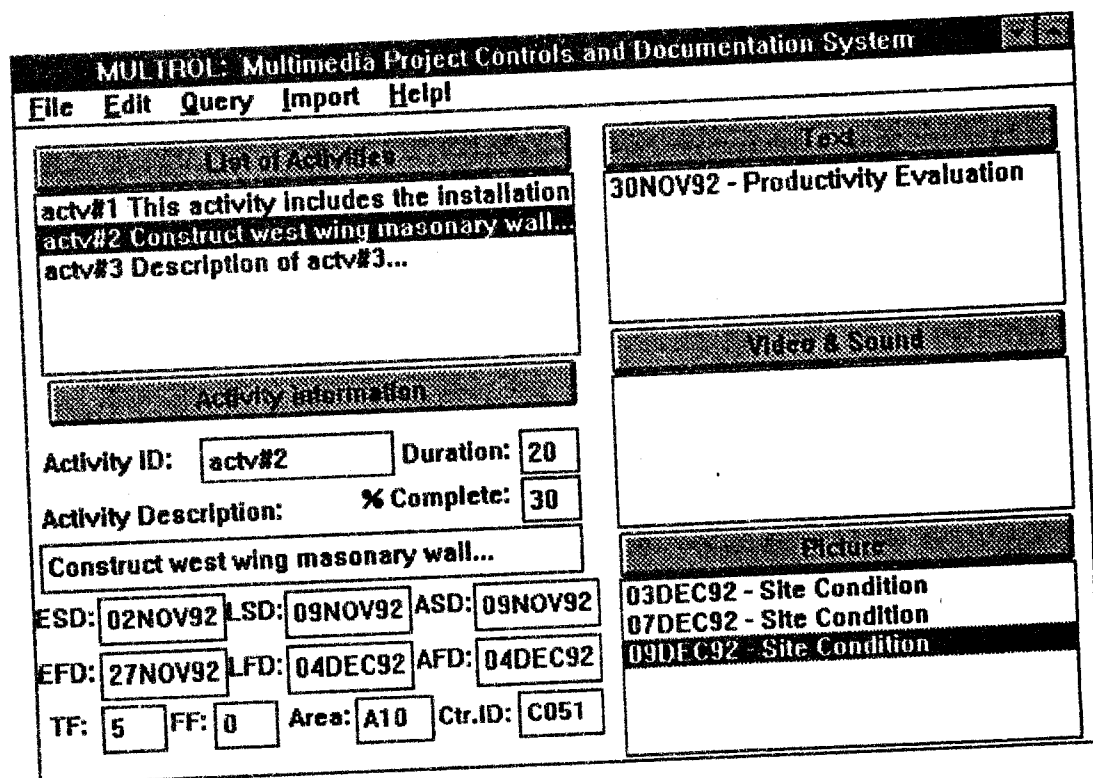 MULTROL: Multimedia Project Controls and Documentation System
File Edit Query Import Help!
List of Activities
actv#1 This activity includes the installation
actv#2 Construct west wing masonary wall...
actv#3 Description of actv#3...
Activity Information
Activity ID: actv#2 Duration: 20
Activity Description: % Complete: 30
Construct west wing masonary wall...
ESD: 02NOV92 LSD: 09NOV92 ASD: 09NOV92
EFD: 27NOV92 LFD: 04DEC92 AFD: 04DEC92
TF: 5 FF: 0 Area: A10 Ctr.ID: C051
Text
30NOV92 - Productivity Evaluation
Video & Sound
Picture
03DEC92 - Site Condition
07DEC92 - Site Condition
09DEC92 - Site Condition